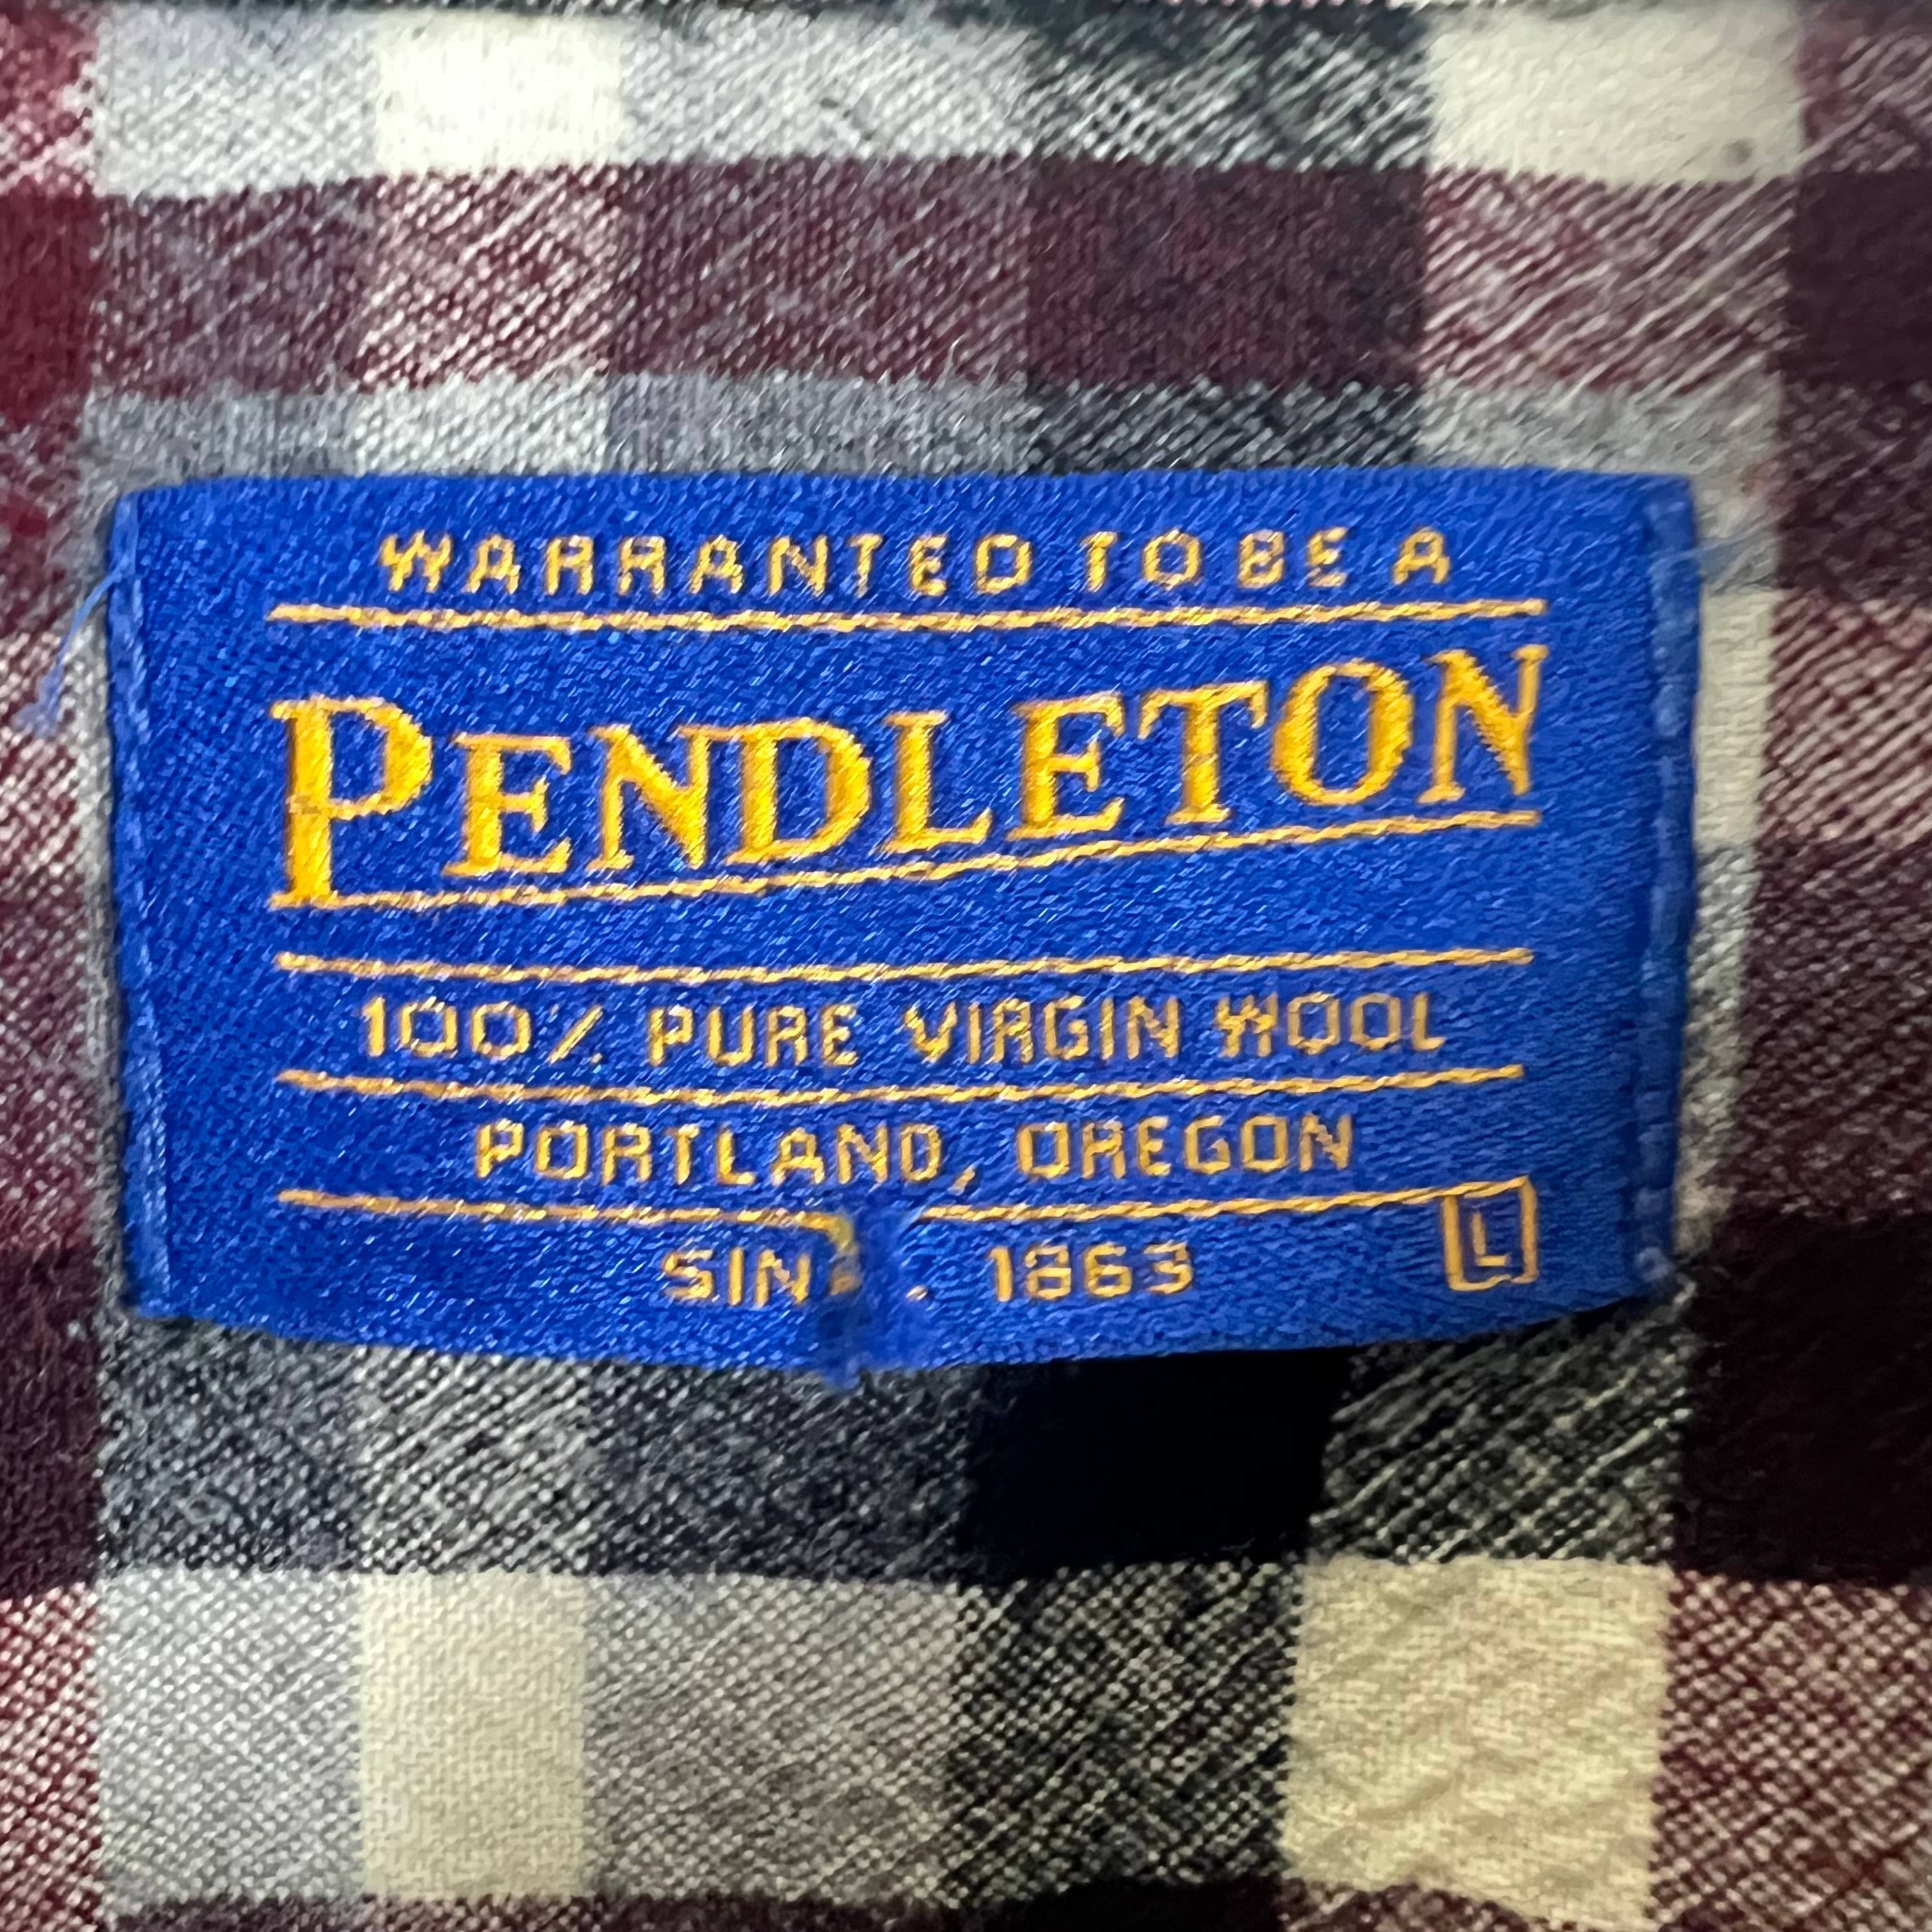 WARRANTED TO BE A
PENDLETON
100% PURE VIRGIN WOOL
PORTLAND, OREGON
1863 L